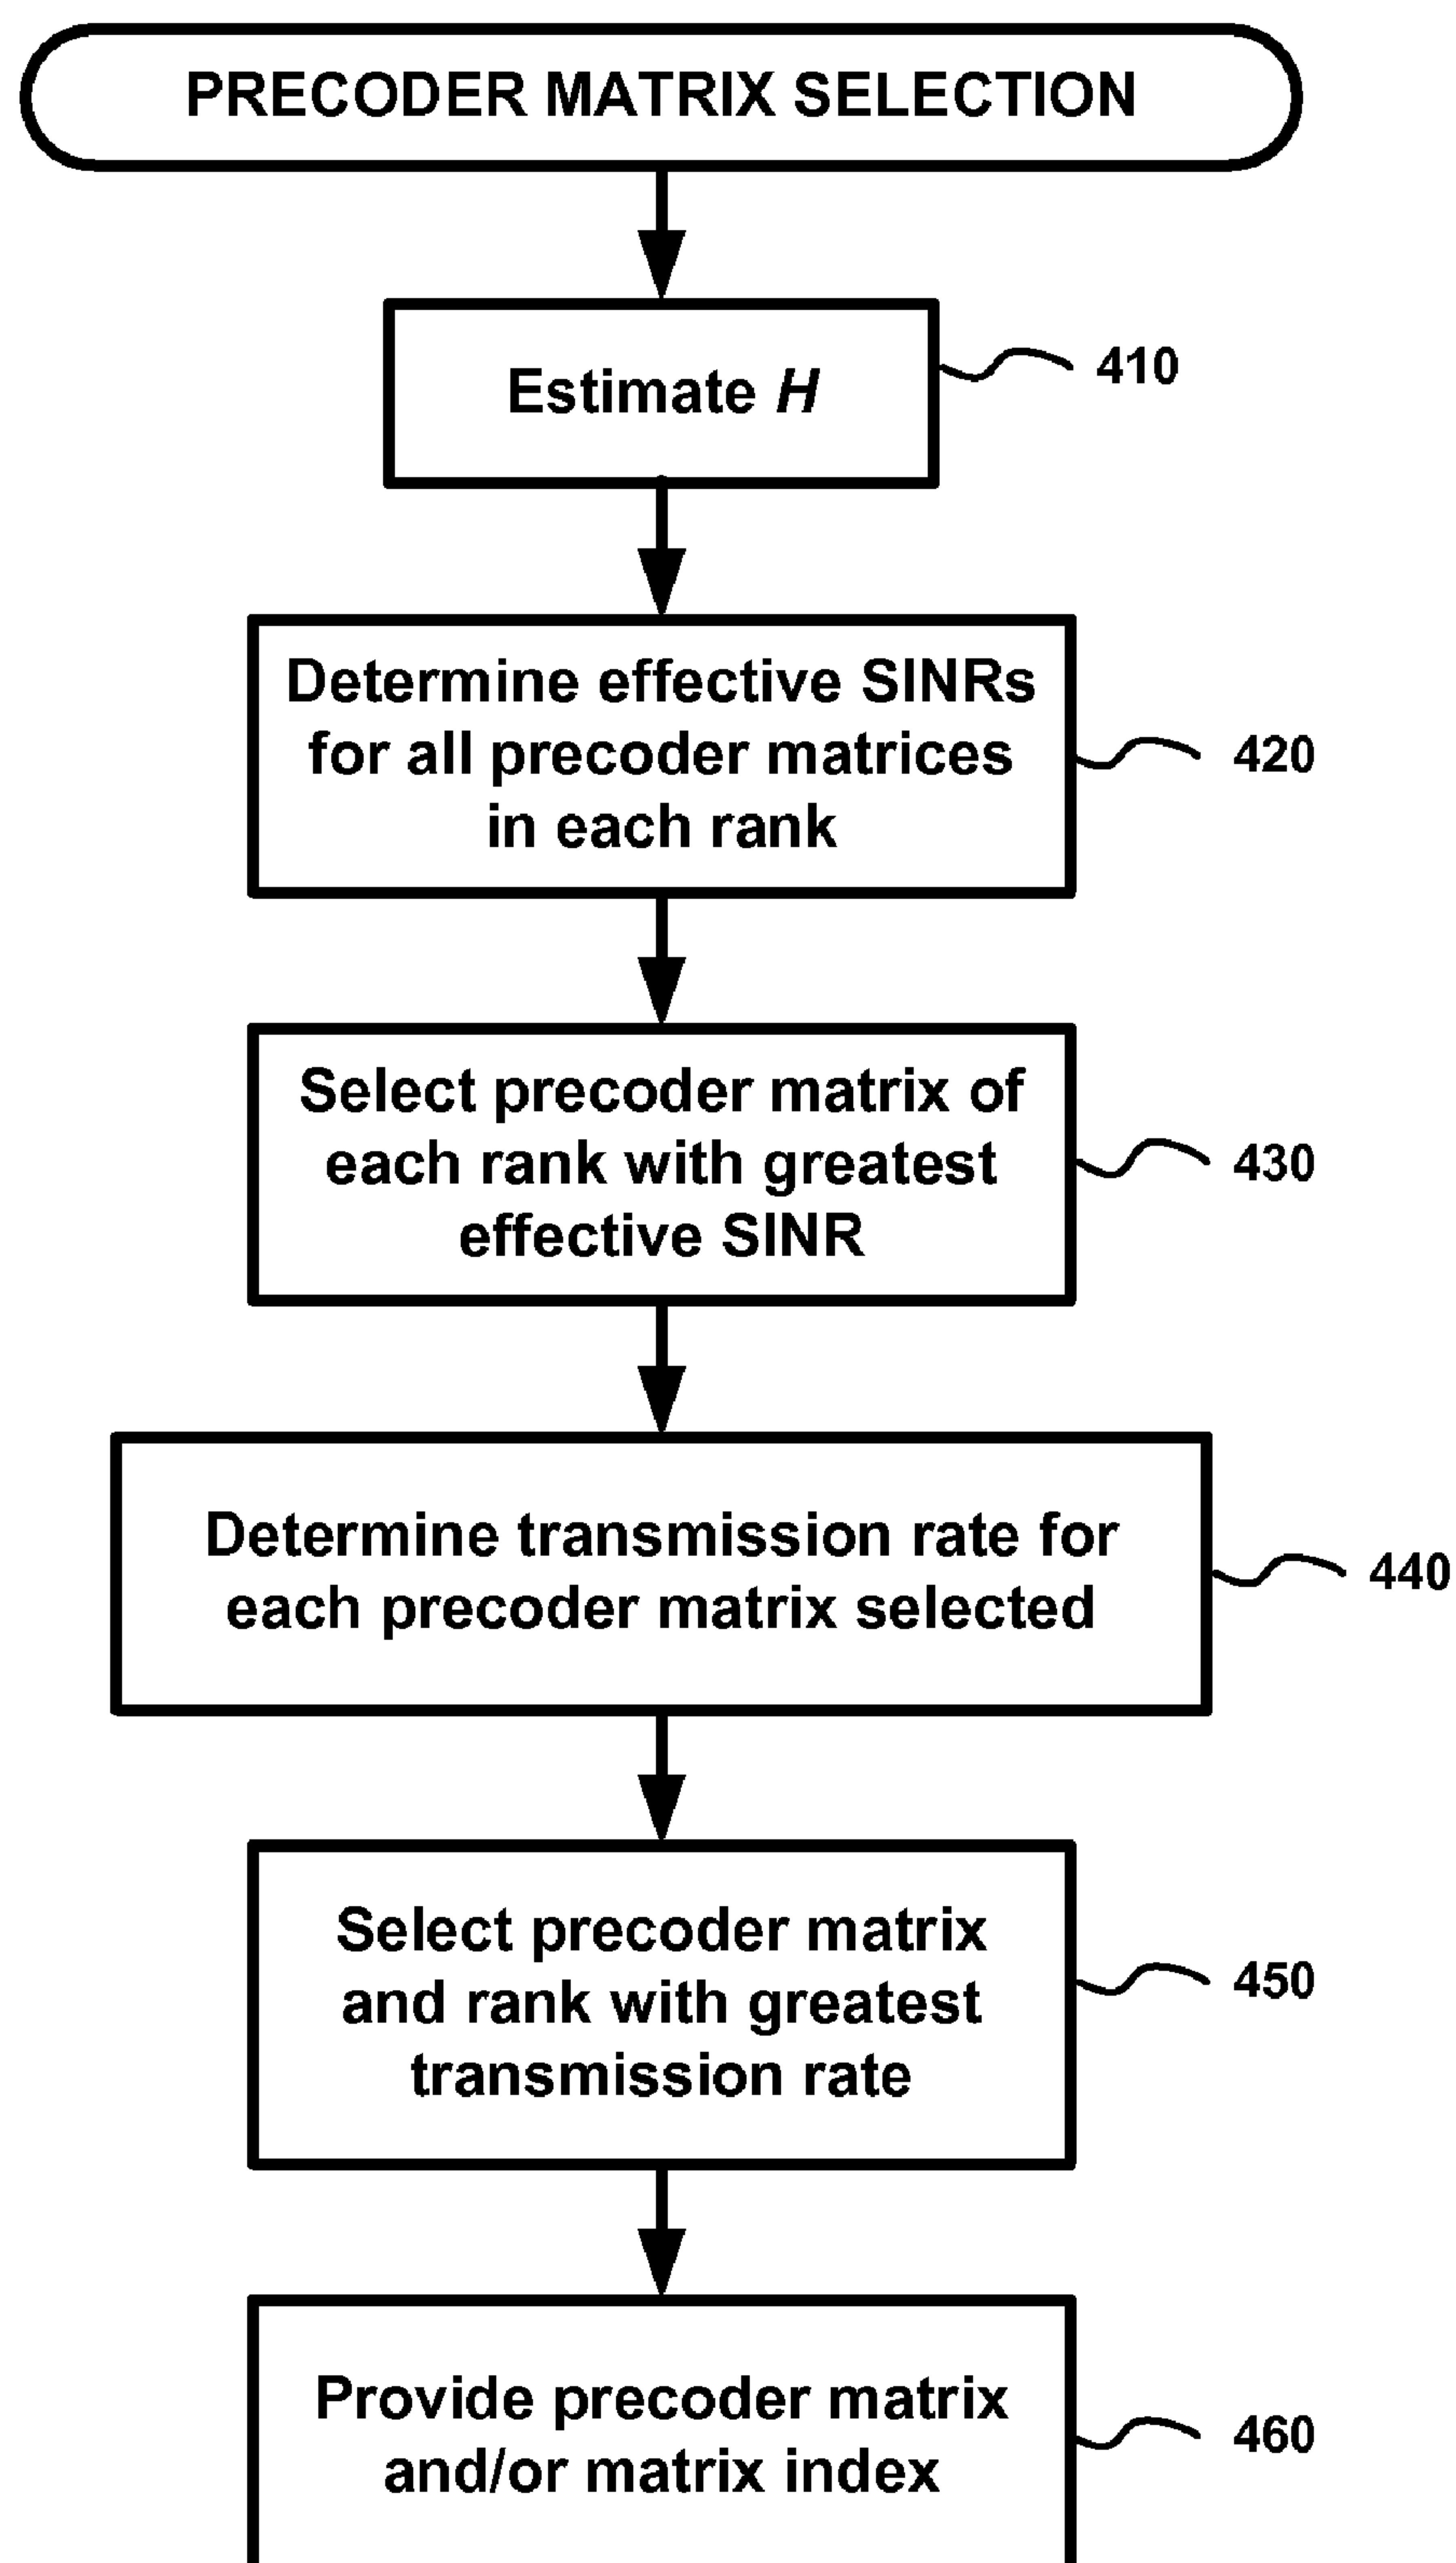 PRECODER MATRIX SELECTION
Estimate H
410
Determine effective SINRs
for all precoder matrices
in each rank
420
Select precoder matrix of
each rank with greatest
effective SINR
430
Determine transmission rate for
each precoder matrix selected
440
Select precoder matrix
and rank with greatest
transmission rate
450
Provide precoder matrix
and/or matrix index
460